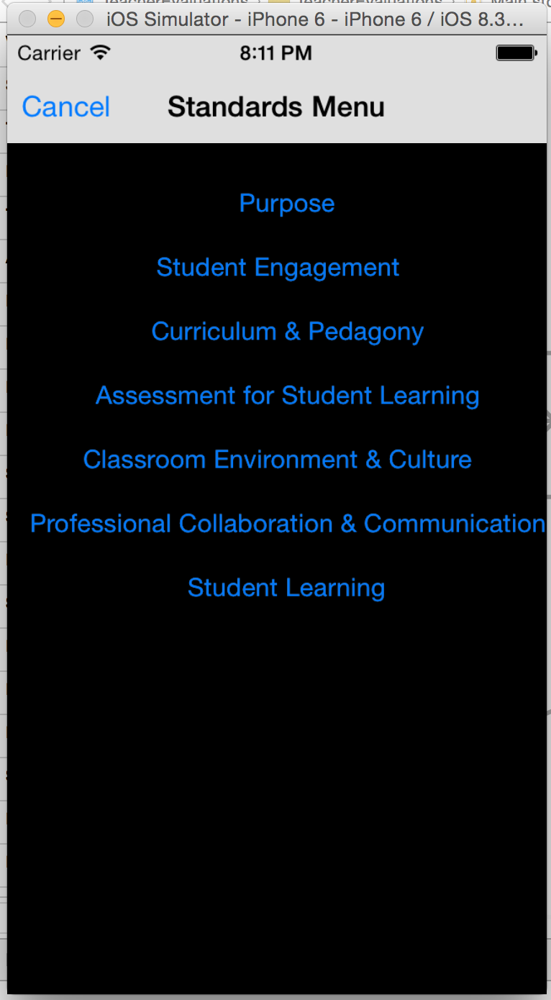 iOS Simulator - iPhone 6 - iPhone 6 / iOS 8.3...
Carrier 8:11 PM
Cancel Standards Menu
Purpose
Student Engagement
Curriculum & Pedagony
Assessment for Student Learning
Classroom Environment & Culture
Professional Collaboration & Communication
Student Learning